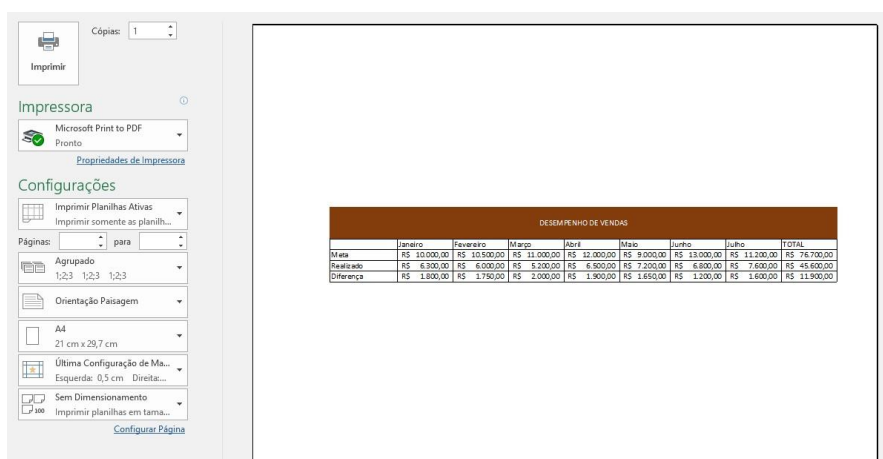 Cópias: 1
Imprimir
Impressora
Microsoft Print to PDF
Pronto
Propriedades de Impressora
Configurações
Imprimir Planilhas Ativas
Imprimir somente as planilh...
Páginas: para
Agrupado
1;2;3 1;2;3 1;2;3
Orientação Paisagem
A4
21 cm x 29,7 cm
Última Configuração de Ma...
Esquerda: 0,5 cm Direita:...
Sem Dimensionamento
100 Imprimir planilhas em tama...
Configurar Página
DESEMPENHO DE VENDAS
Janeiro Fevereiro Março Abril Maio Junho Julho TOTAL
Meta R$ 10.000,00 R$ 10.500,00 R$ 11.000,00 R$ 12.000,00 R$ 9.000,00 R$ 13.000,00 R$ 11.200,00 R$ 76.700,00
Realizado R$ 6.300,00 R$ 6.000,00 R$ 5.200,00 R$ 6.500,00 R$ 7.200,00 R$ 6.800,00 R$ 7.600,00 R$ 45.600,00
Diferença R$ 1.800,00 R$ 1.750,00 R$ 2.000,00 R$ 1.900,00 R$ 1.650,00 R$ 1.200,00 R$ 1.600,00 R$ 11.900,00